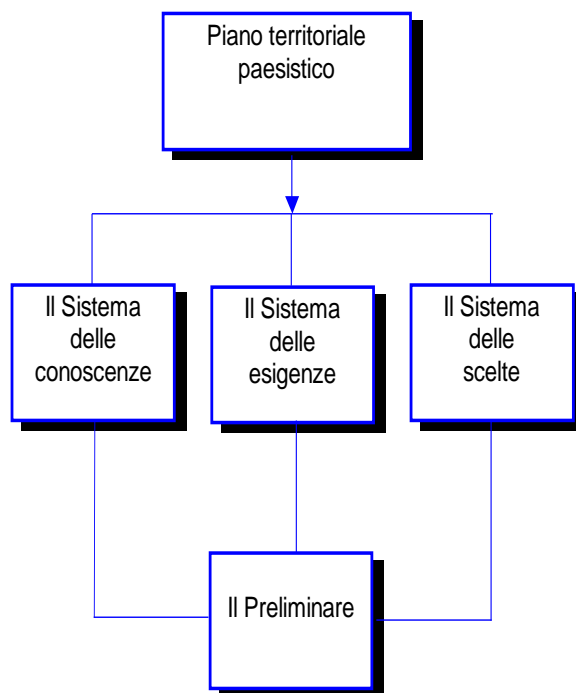 Piano territoriale
paesistico
Il Sistema
delle
conoscenze
Il Sistema
delle
esigenze
Il Sistema
delle
scelte
Il Preliminare